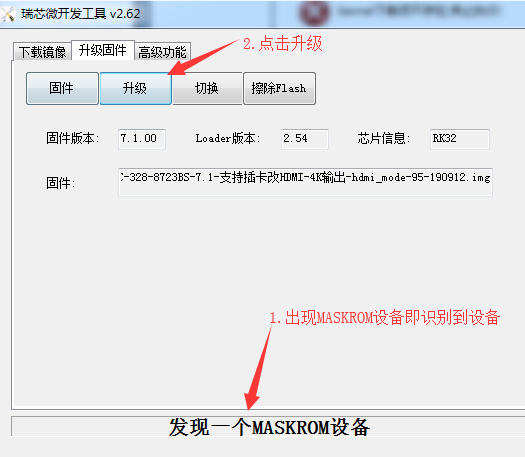 瑞芯微开发工具 v2.62
2.点击升级
下载镜像 升级固件 高级功能
固件 升级 切换 擦除Flash
固件版本: 7.1.00 Loader版本: 2.54 芯片信息: RK32
固件: C-328-8723BS-7.1-支持插卡改HDMI-4K输出-hdmi_mode-95-190912.img
1.出现MASKROM设备即识别到设备
发现一个MASKROM设备